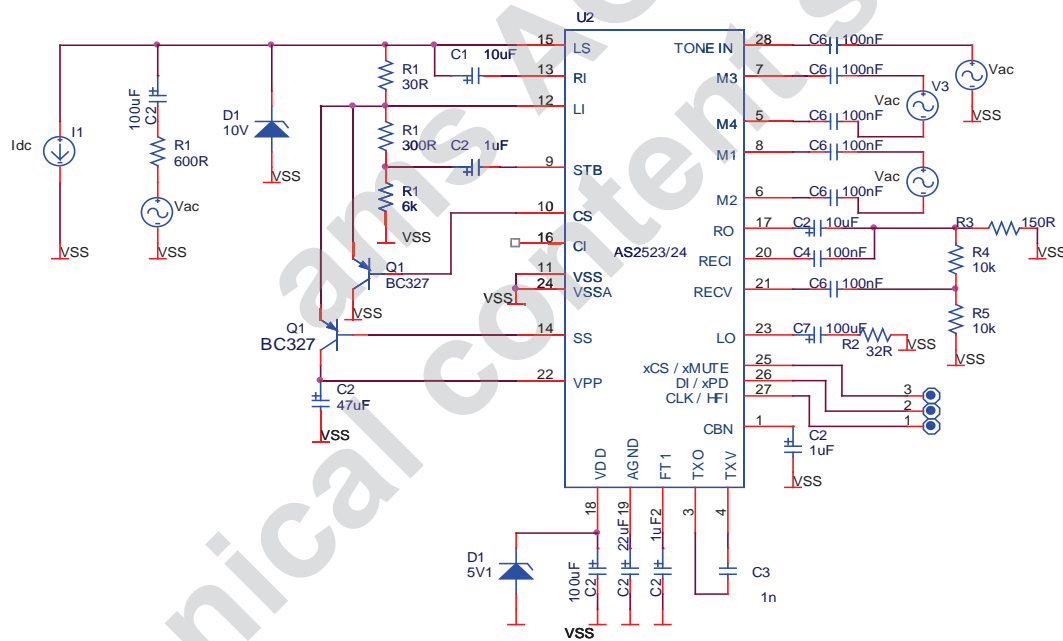 U2
15 LS
TONE IN 28
C6 100nF
Vac
VSS
C1 10uF
13 RI
M3 7
C6 100nF
V3
Vac
R1
30R
12 LI
M4 5
C6 100nF
100uF
C2
D1
10V
VSS
Idc
I1
R1
600R
R1
300R
C2 1uF
9 STB
M1 8
C6 100nF
Vac
R1
6k
VSS
M2 6
C6 100nF
Vac
10 CS
RO 17
C2 10uF
R3 150R
VSS
16 CI
AS2523/24
RECI 20
C4 100nF
R4
10k
VSS
VSS
Q1
BC327
VSS
11 VSS
24 VSSA
VSS
RECV 21
C6 100nF
R5
10k
VSS
Q1
BC327
14 SS
LO 23
C7 100uF
R2
32R
VSS
22 VPP
xCS / xMUTE 25
DI / xPD 26
CLK / HFI 27
3
2
1
C2
47uF
VSS
CBN 1
C2
1uF
VSS
VDD
AGND
FT1
TXO
TXV
18
19
2
3
4
D1
5V1
100uF
C2
22uF
C2
1uF
C2
C3
1n
VSS
ams AG
technical content s